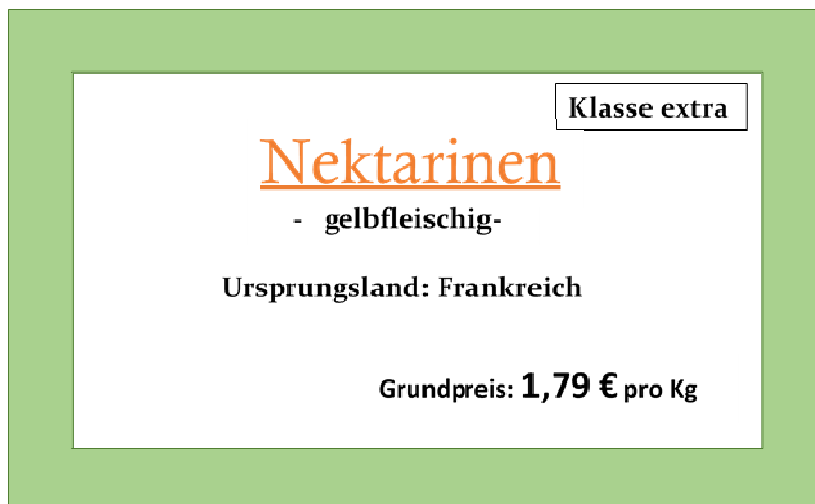 Klasse extra
Nektarinen
- gelbfleischig-
Ursprungsland: Frankreich
Grundpreis: 1,79 € pro Kg